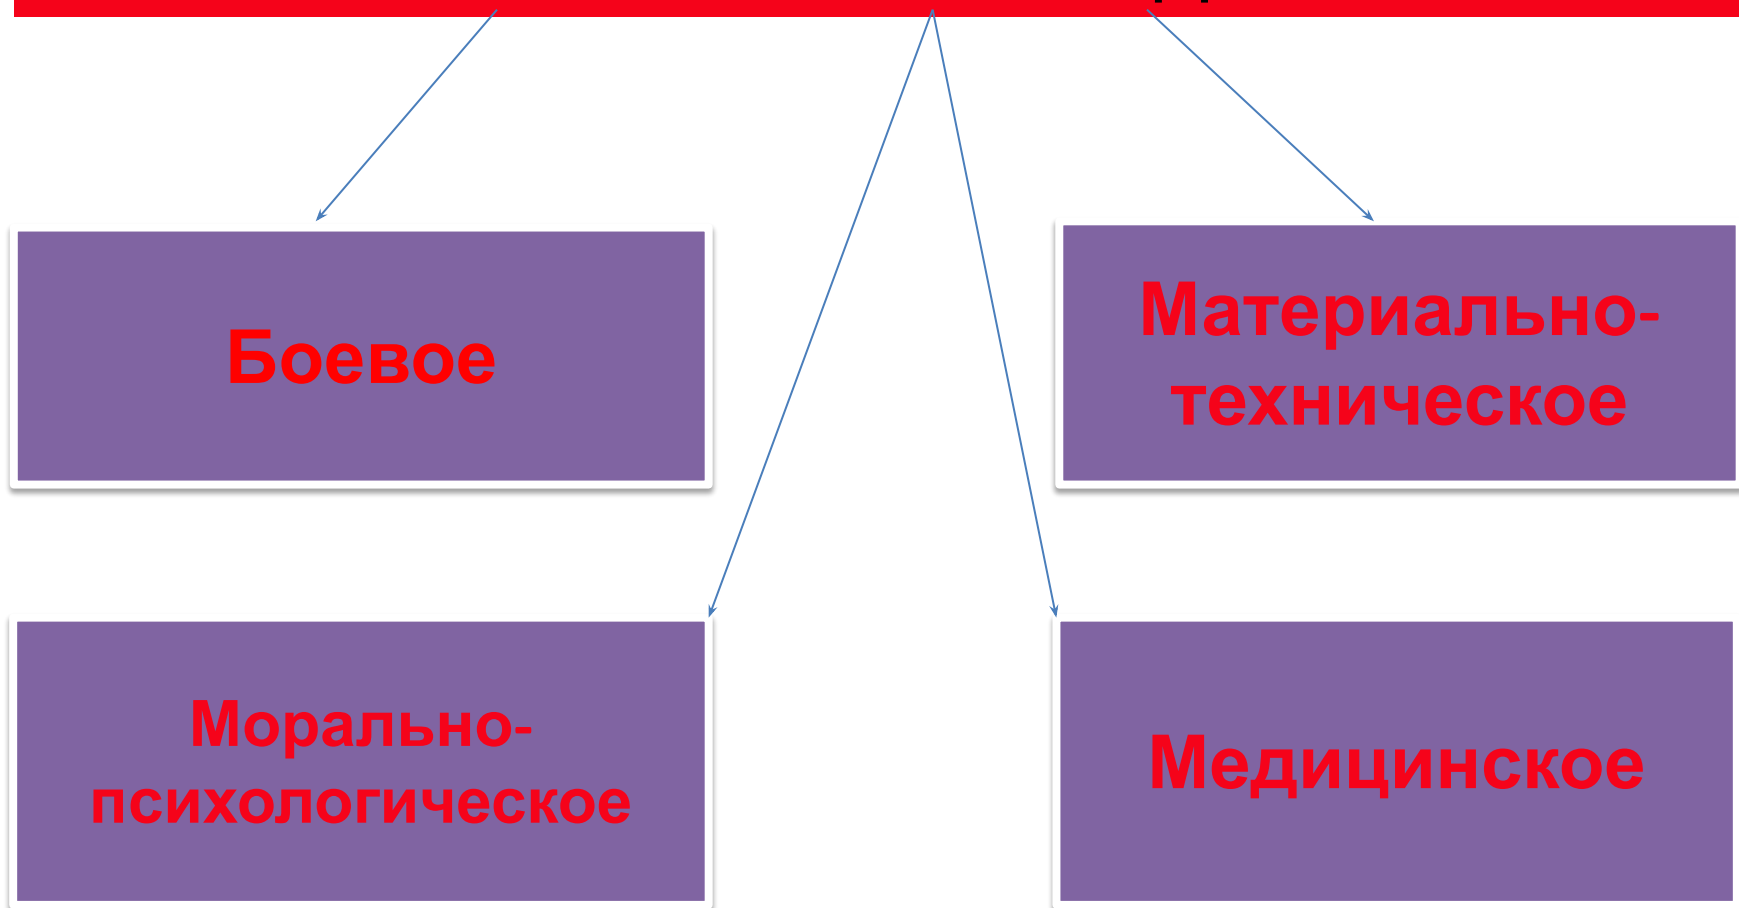 Боевое
Материально-
техническое
Морально-
психологическое
Медицинское